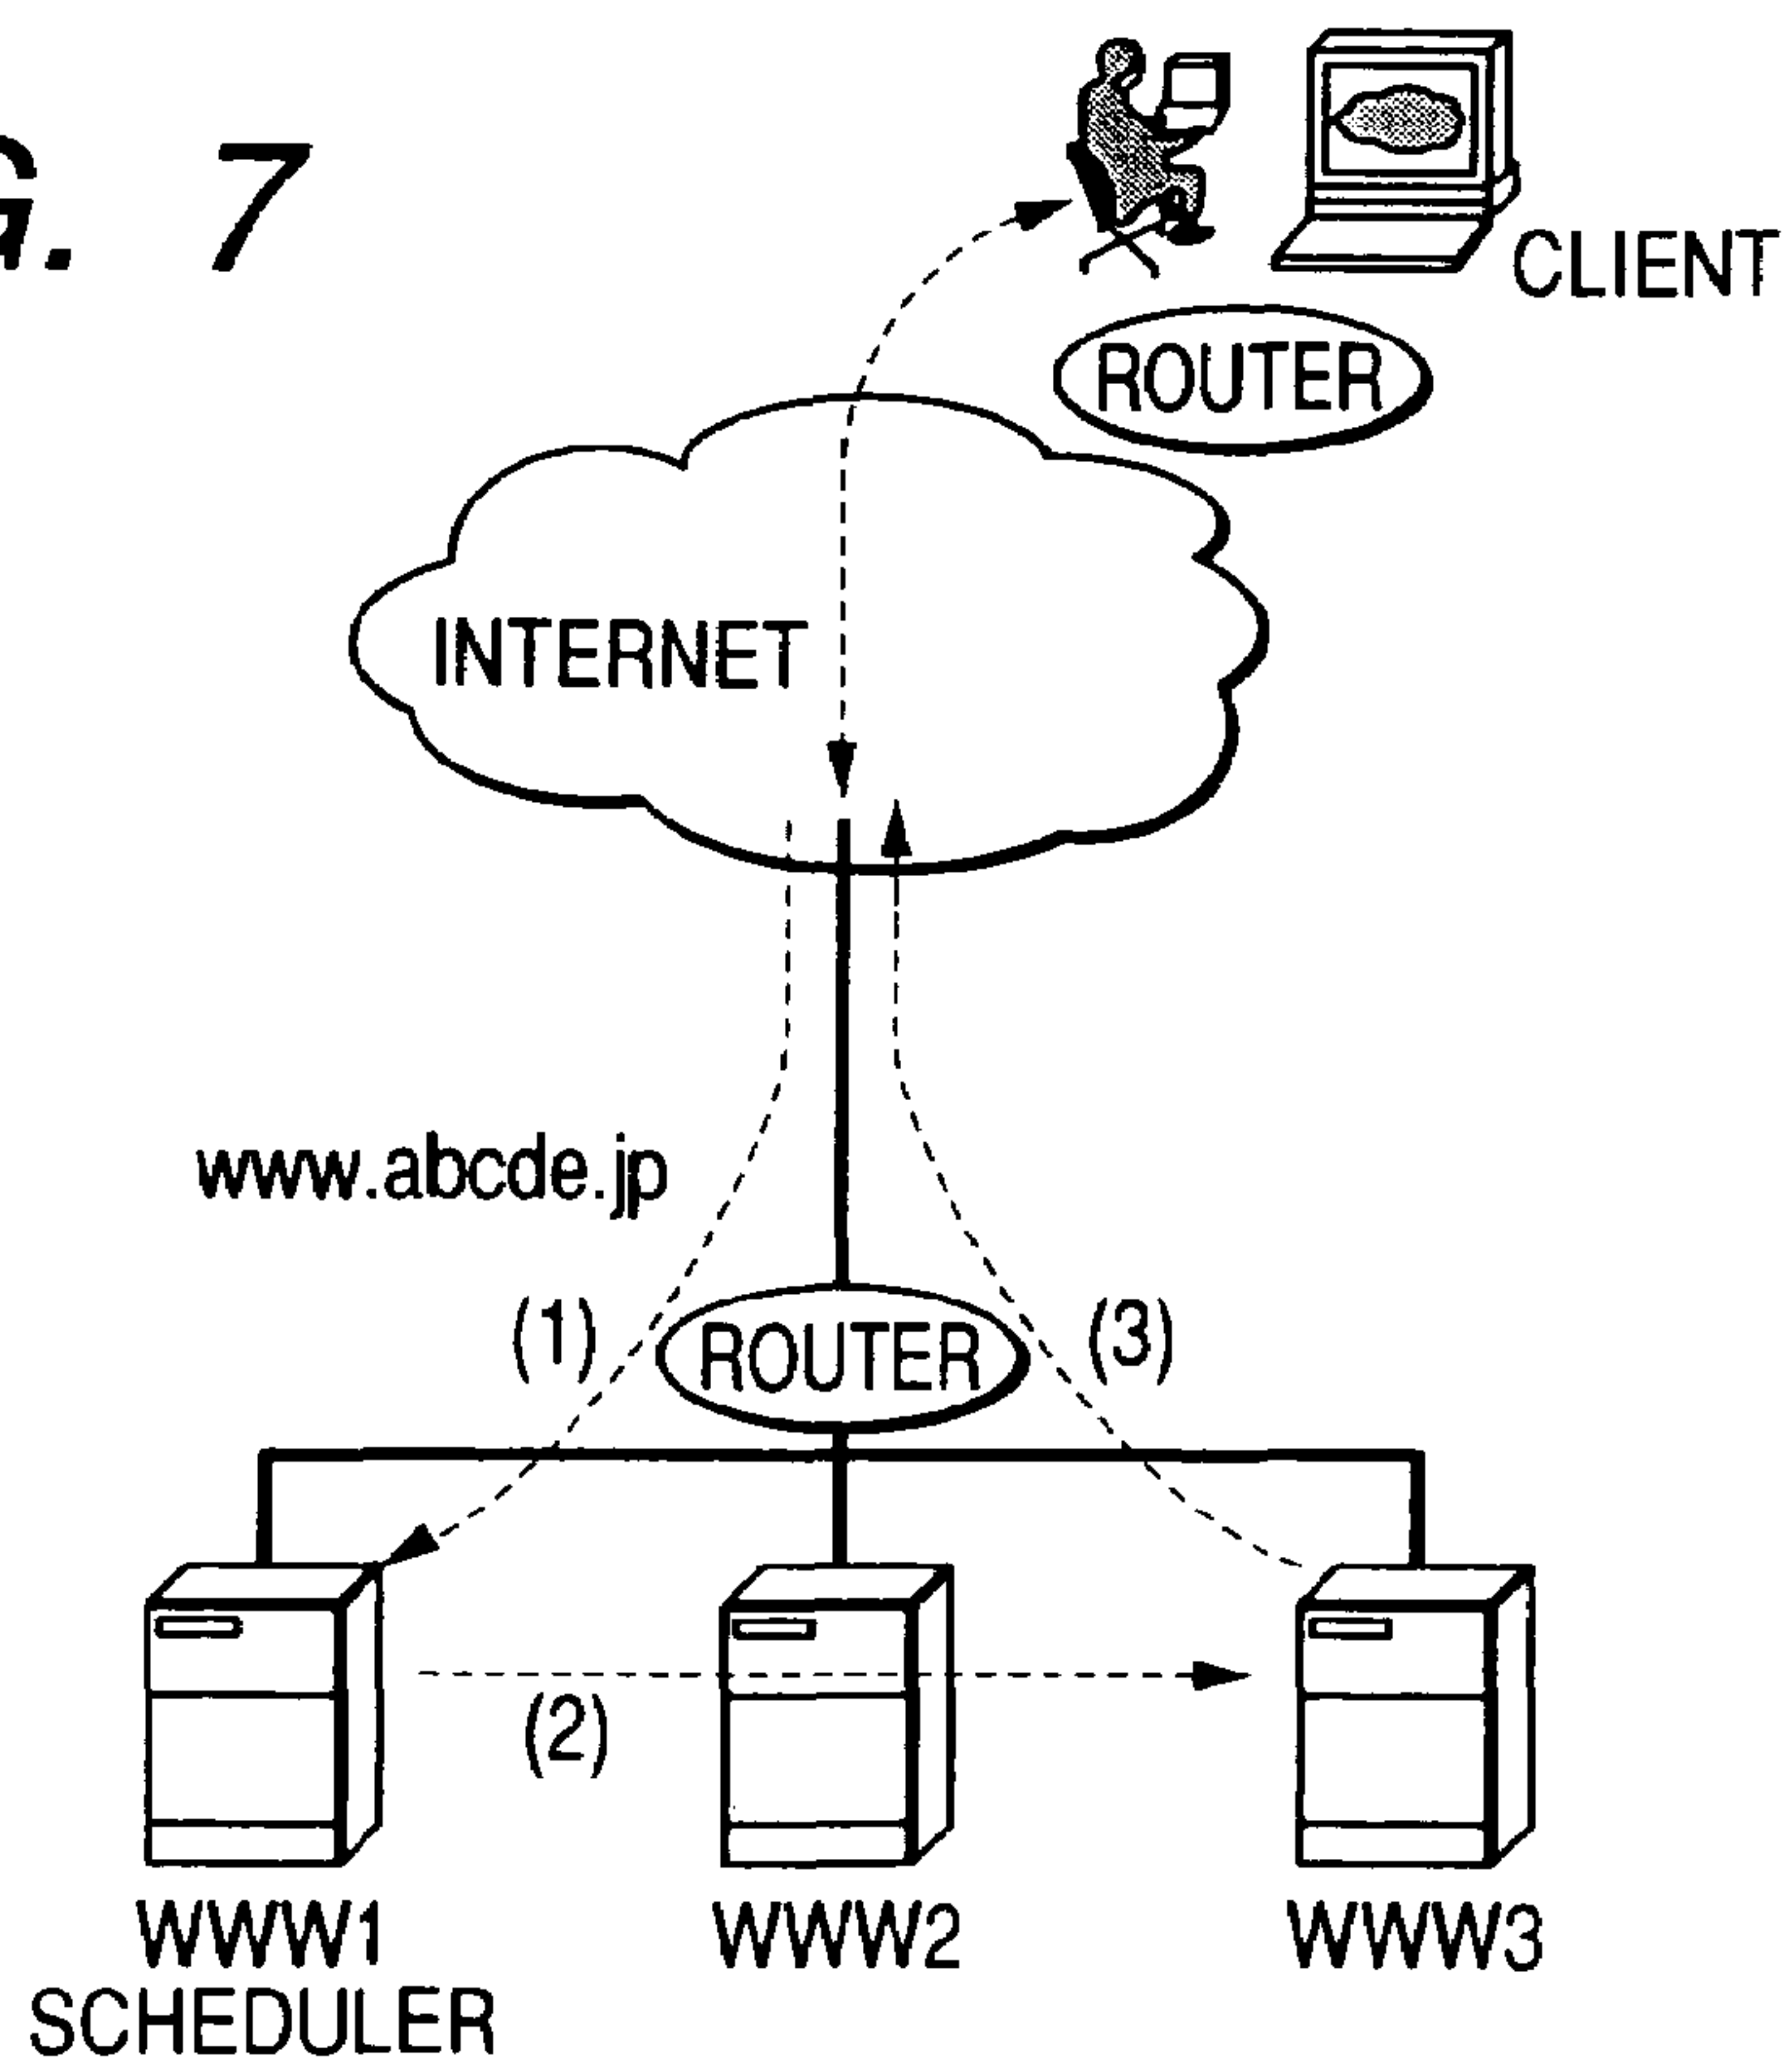 G. 7
CLIENT
ROUTER
INTERNET
www.abcde.jp
(1)
ROUTER
(3)
(2)
WWW1
WWW2
WWW3
SCHEDULER